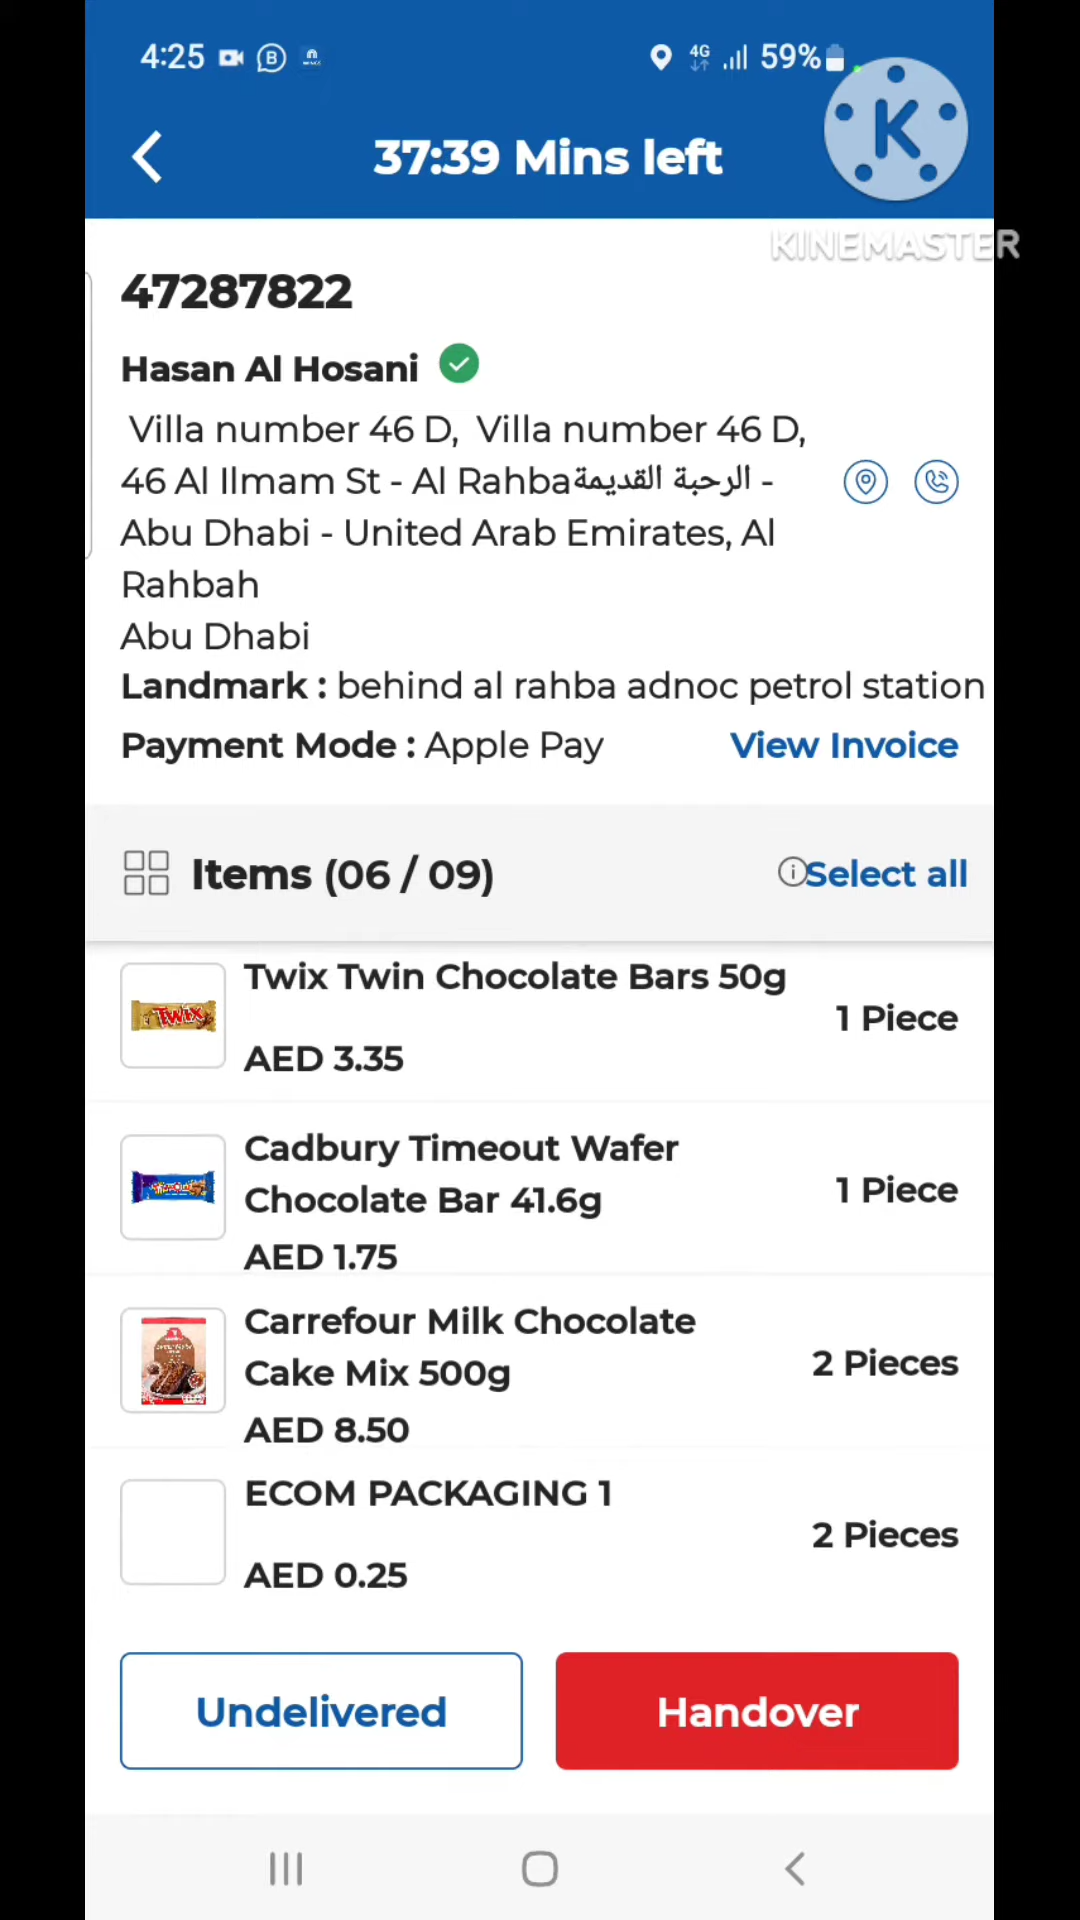 4:25
4G
59%
37:39 Mins left
K
KINEMASTER
47287822
Hasan Al Hosani
Villa number 46 D, Villa number 46 D,
46 Al Ilmam St - Al Rahbaالرحبة القديمة -
Abu Dhabi - United Arab Emirates, Al
Rahbah
Abu Dhabi
Landmark : behind al rahba adnoc petrol station
Payment Mode : Apple Pay
View Invoice
Items (06 / 09)
Select all
Twix Twin Chocolate Bars 50g
TWIX
1 Piece
AED 3.35
Cadbury Timeout Wafer
Chocolate Bar 41.6g
1 Piece
AED 1.75
Carrefour Milk Chocolate
Cake Mix 500g
2 Pieces
AED 8.50
ECOM PACKAGING 1
2 Pieces
AED 0.25
Undelivered
Handover